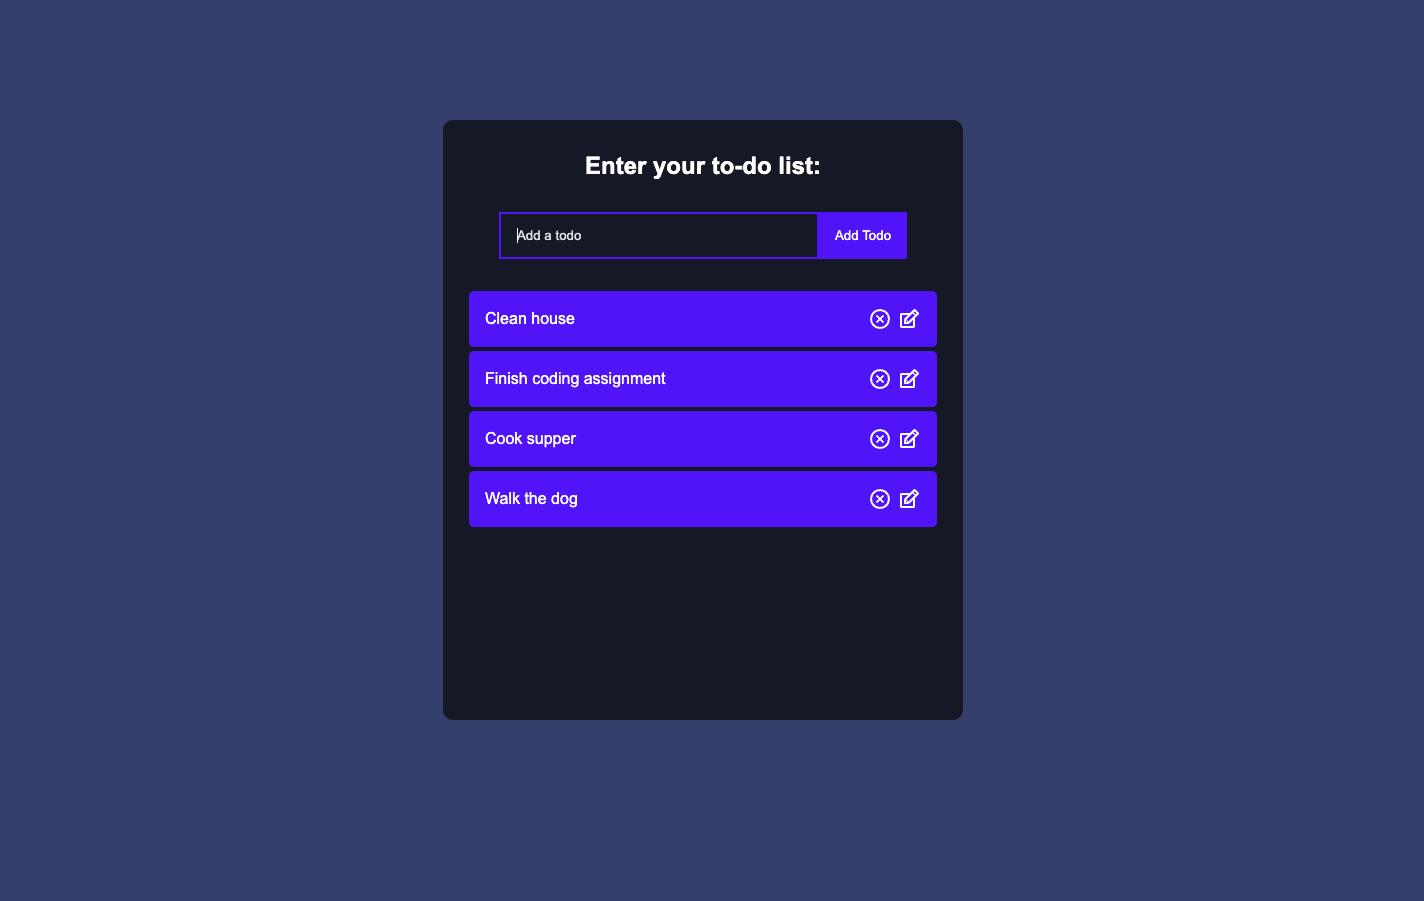 Enter your to-do list:
Add a todo
Add Todo
Clean house
Finish coding assignment
Cook supper
Walk the dog